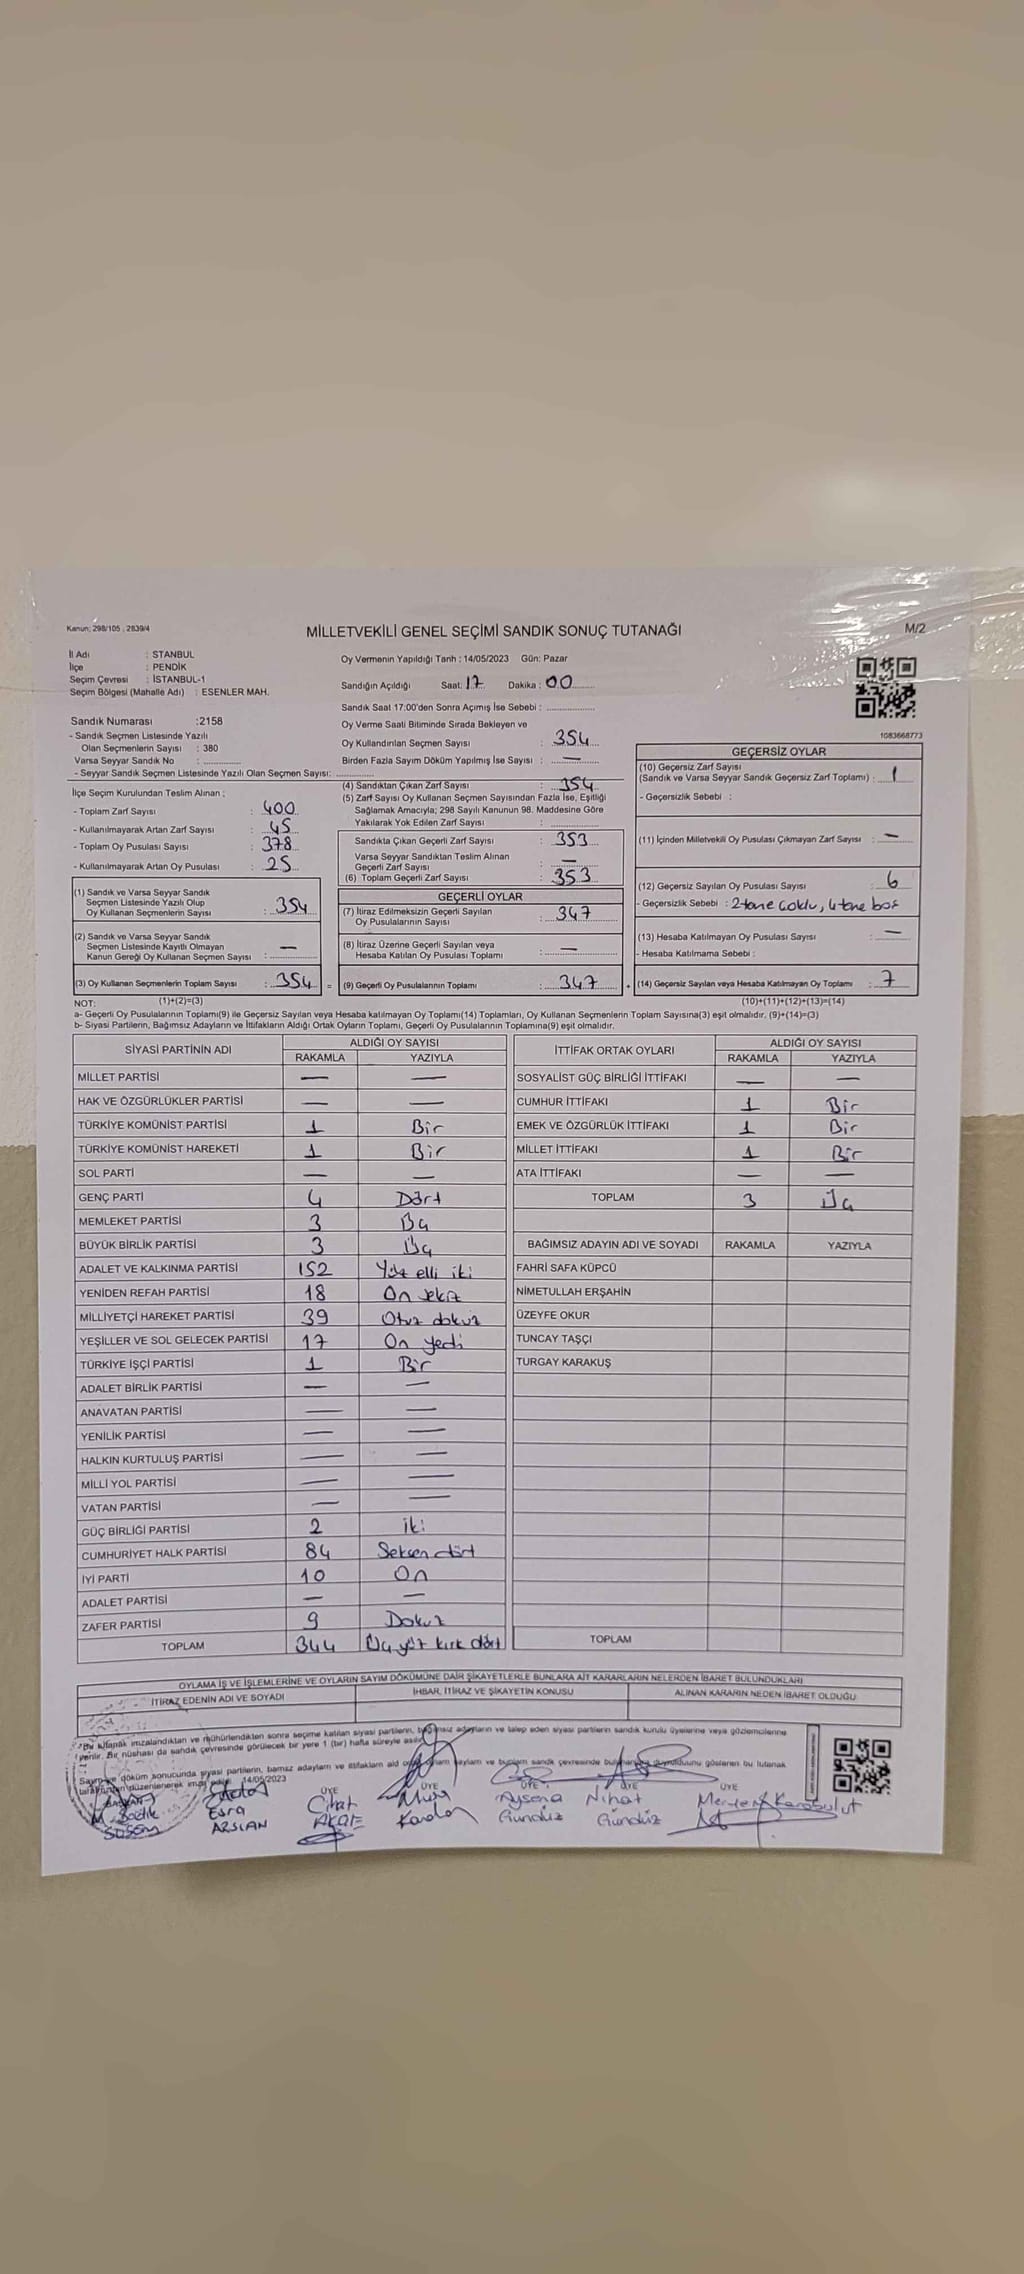 Kanun: 298/105 , 2839/4
MİLLETVEKİLİ GENEL SEÇİMİ SANDIK SONUÇ TUTANAĞI
M/2
İl Adı : STANBUL
İlçe : PENDİK
Seçim Çevresi : İSTANBUL-1
Seçim Bölgesi (Mahalle Adı) : ESENLER MAH.
Oy Vermenin Yapıldığı Tarih : 14/05/2023 Gün: Pazar
Sandığın Açıldığı Saat: 17 Dakika : 00
Sandık Saat 17:00'den Sonra Açımış İse Sebebi :
Sandık Numarası :2158
- Sandık Seçmen Listesinde Yazılı
Olan Seçmenlerin Sayısı : 380
Varsa Seyyar Sandık No :
- Seyyar Sandık Seçmen Listesinde Yazılı Olan Seçmen Sayısı:
Oy Verme Saati Bitiminde Sırada Bekleyen ve
Oy Kullandırılan Seçmen Sayısı : 354
Birden Fazla Sayım Döküm Yapılmış İse Sayısı : —
1083668773
İlçe Seçim Kurulundan Teslim Alınan ;
- Toplam Zarf Sayısı : 400
- Kullanılmayarak Artan Zarf Sayısı : 45
- Toplam Oy Pusulası Sayısı : 378
- Kullanılmayarak Artan Oy Pusulası : 25
(4) Sandıktan Çıkan Zarf Sayısı : 354
(5) Zarf Sayısı Oy Kullanan Seçmen Sayısından Fazla İse, Eşitliği
Sağlamak Amacıyla; 298 Sayılı Kanunun 98. Maddesine Göre
Yakılarak Yok Edilen Zarf Sayısı :
Sandıkta Çıkan Geçerli Zarf Sayısı : 353
Varsa Seyyar Sandıktan Teslim Alınan
Geçerli Zarf Sayısı : —
(6) Toplam Geçerli Zarf Sayısı : 353
GEÇERSİZ OYLAR
(10) Geçersiz Zarf Sayısı
(Sandık ve Varsa Seyyar Sandık Geçersiz Zarf Toplamı) : 1
- Geçersizlik Sebebi :
(11) İçinden Milletvekili Oy Pusulası Çıkmayan Zarf Sayısı : —
(12) Geçersiz Sayılan Oy Pusulası Sayısı : 6
- Geçersizlik Sebebi : 2 tane çoklu, 4 tane boş
(13) Hesaba Katılmayan Oy Pusulası Sayısı : —
- Hesaba Katılmama Sebebi :
(14) Geçersiz Sayılan veya Hesaba Katılmayan Oy Toplamı : 7
(10)+(11)+(12)+(13)=(14)
(1) Sandık ve Varsa Seyyar Sandık
Seçmen Listesinde Yazılı Olup
Oy Kullanan Seçmenlerin Sayısı : 354
(2) Sandık ve Varsa Seyyar Sandık
Seçmen Listesinde Kayıtlı Olmayan
Kanun Gereği Oy Kullanan Seçmen Sayısı : —
(3) Oy Kullanan Seçmenlerin Toplam Sayısı : 354 =
GEÇERLİ OYLAR
(7) İtiraz Edilmeksizin Geçerli Sayılan
Oy Pusulalarının Sayısı : 347
(8) İtiraz Üzerine Geçerli Sayılan veya
Hesaba Katılan Oy Pusulası Toplamı : —
(9) Geçerli Oy Pusulalarının Toplamı : 347 +
NOT: (1)+(2)=(3)
a- Geçerli Oy Pusulalarının Toplamı(9) ile Geçersiz Sayılan veya Hesaba katılmayan Oy Toplamı(14) Toplamları, Oy Kullanan Seçmenlerin Toplam Sayısına(3) eşit olmalıdır, (9)+(14)=(3)
b- Siyasi Partilerin, Bağımsız Adayların ve İttifakların Aldığı Ortak Oyların Toplamı, Geçerli Oy Pusulalarının Toplamına(9) eşit olmalıdır.
SİYASİ PARTİNİN ADI ALDIĞI OY SAYISI
RAKAMLA YAZIYLA
MİLLET PARTİSİ — —
HAK VE ÖZGÜRLÜKLER PARTİSİ — —
TÜRKİYE KOMÜNİST PARTİSİ 1 Bir
TÜRKİYE KOMÜNİST HAREKETİ 1 Bir
SOL PARTİ — —
GENÇ PARTİ 4 Dört
MEMLEKET PARTİSİ 3 Üç
BÜYÜK BİRLİK PARTİSİ 3 Üç
ADALET VE KALKINMA PARTİSİ 152 Yüz elli iki
YENİDEN REFAH PARTİSİ 18 On sekiz
MİLLİYETÇİ HAREKET PARTİSİ 39 Otuz dokuz
YEŞİLLER VE SOL GELECEK PARTİSİ 17 On yedi
TÜRKİYE İŞÇİ PARTİSİ 1 Bir
ADALET BİRLİK PARTİSİ — —
ANAVATAN PARTİSİ — —
YENİLİK PARTİSİ — —
HALKIN KURTULUŞ PARTİSİ — —
MİLLİ YOL PARTİSİ — —
VATAN PARTİSİ — —
GÜÇ BİRLİĞİ PARTİSİ 2 iki
CUMHURİYET HALK PARTİSİ 84 Seksen dört
İYİ PARTİ 10 On
ADALET PARTİSİ — —
ZAFER PARTİSİ 9 Dokuz
TOPLAM 344 Üç yüz kırk dört
İTTİFAK ORTAK OYLARI ALDIĞI OY SAYISI
RAKAMLA YAZIYLA
SOSYALİST GÜÇ BİRLİĞİ İTTİFAKI — —
CUMHUR İTTİFAKI 1 Bir
EMEK VE ÖZGÜRLÜK İTTİFAKI 1 Bir
MİLLET İTTİFAKI 1 Bir
ATA İTTİFAKI — —
TOPLAM 3 Üç
BAĞIMSIZ ADAYIN ADI VE SOYADI RAKAMLA YAZIYLA
FAHRİ SAFA KÜPCÜ
NİMETULLAH ERŞAHİN
ÜZEYFE OKUR
TUNCAY TAŞÇI
TURGAY KARAKUŞ
TOPLAM
OYLAMA İŞ VE İŞLEMLERİNE VE OYLARIN SAYIM DÖKÜMÜNE DAİR ŞİKAYETLERLE BUNLARA AİT KARARLARIN NELERDEN İBARET BULUNDUKLARI
İTİRAZ EDENİN ADI VE SOYADI İHBAR, İTİRAZ VE ŞİKAYETİN KONUSU ALINAN KARARIN NEDEN İBARET OLDUĞU
Bu tutanak imzalandıktan ve mühürlendikten sonra seçime katılan siyasi partilerin, bağımsız adayların ve talep eden siyasi partilerin sandık kurulu üyelerine veya gözlemcilerine
verilir. Bir nüshası da sandık çevresinde görülecek bir yere 1 (bir) hafta süreyle asılır.
döküm sonucunda siyasi partilerin, adayların ve ittifakların sandık çevresinde gösteren bu tutanak
düzenlenerek 14/05/2023
BAŞKAN ÜYE ÜYE ÜYE ÜYE ÜYE
M. Sadık Esra Cihat Musa Aysena Nihat Meryem Karabulut
ARSLAN Gündüz Gündüz